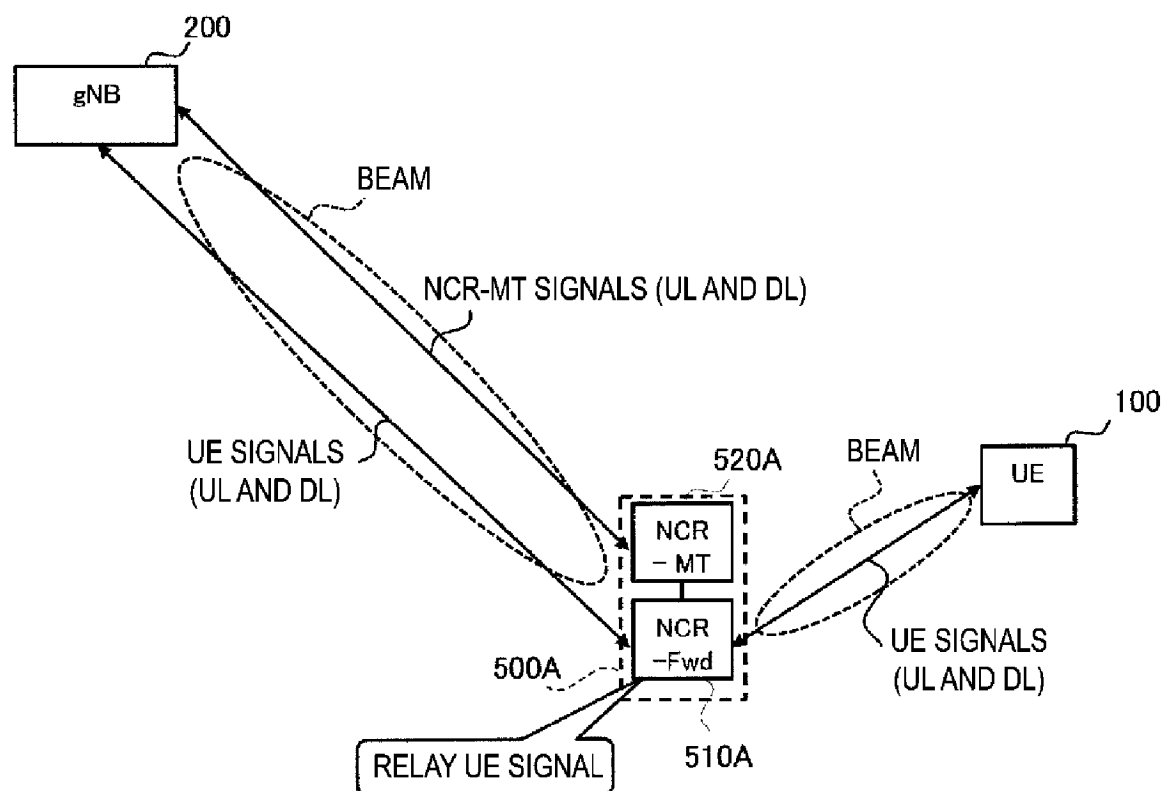 200
gNB
BEAM
NCR-MT SIGNALS (UL AND DL)
UE SIGNALS
(UL AND DL)
100
UE
BEAM
520A
NCR
-MT
NCR
-Fwd
UE SIGNALS
(UL AND DL)
500A
510A
RELAY UE SIGNAL